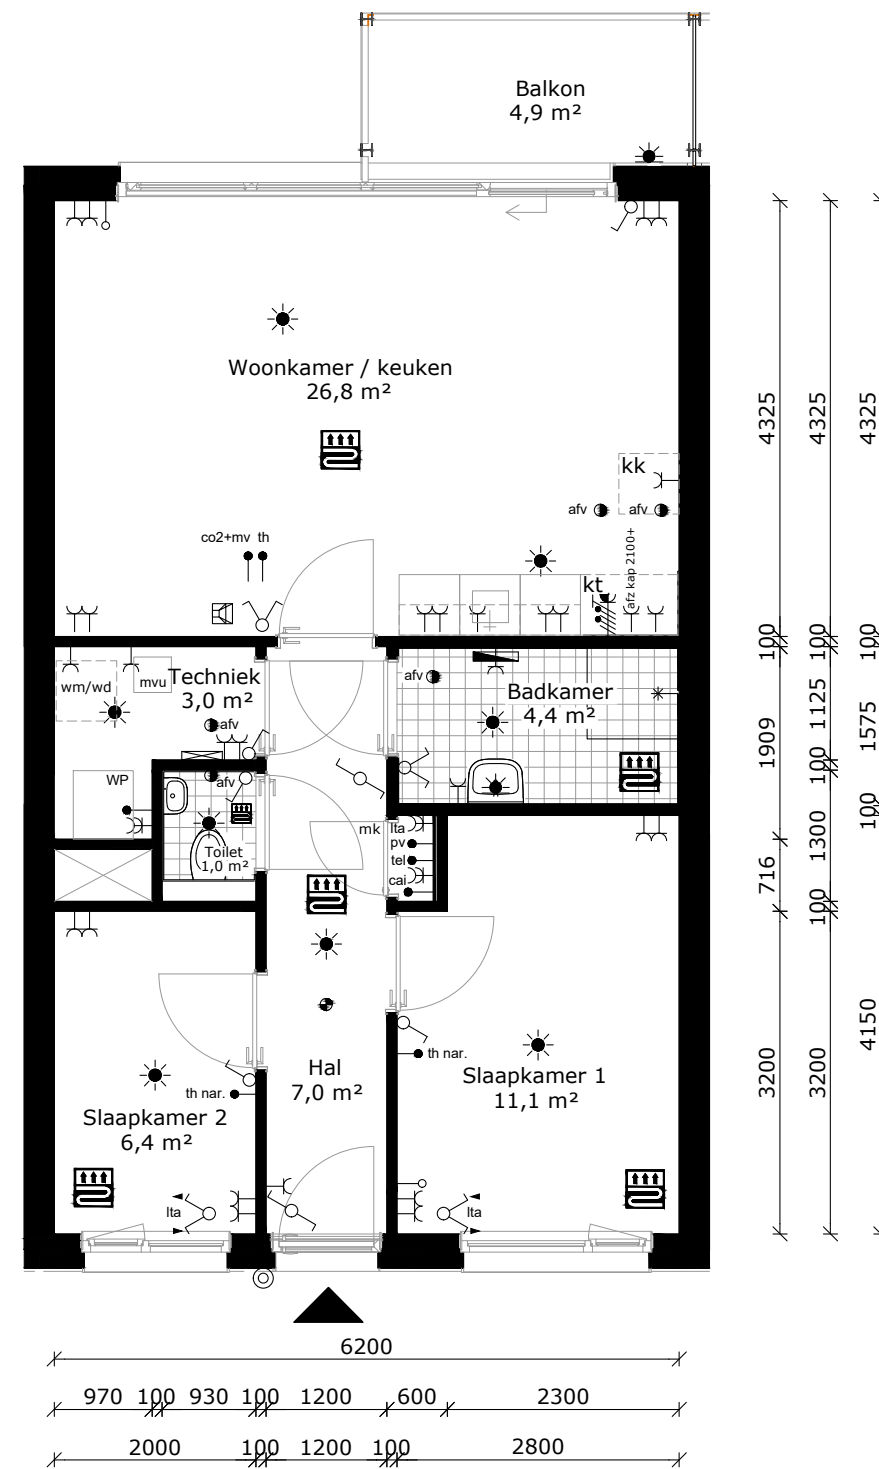 Balkon
4,9 m²
Woonkamer / keuken
26,8 m²
kk
afv
afv
afz kap 2100+
kt
co2+mv th
Techniek
3,0 m²
wm/wd
mvu
afv
WP
afv
Badkamer
4,4 m²
afv
Toilet
1,0 m²
mk
lta
pv
tel
cai
Hal
7,0 m²
th nar.
Slaapkamer 1
11,1 m²
lta
th nar.
Slaapkamer 2
6,4 m²
lta
4325
100
1909
716
3200
4325
100
1125
100
1300
100
3200
4325
100
1575
100
4150
6200
970 100 930 100 1200 600 2300
2000 100 1200 100 2800